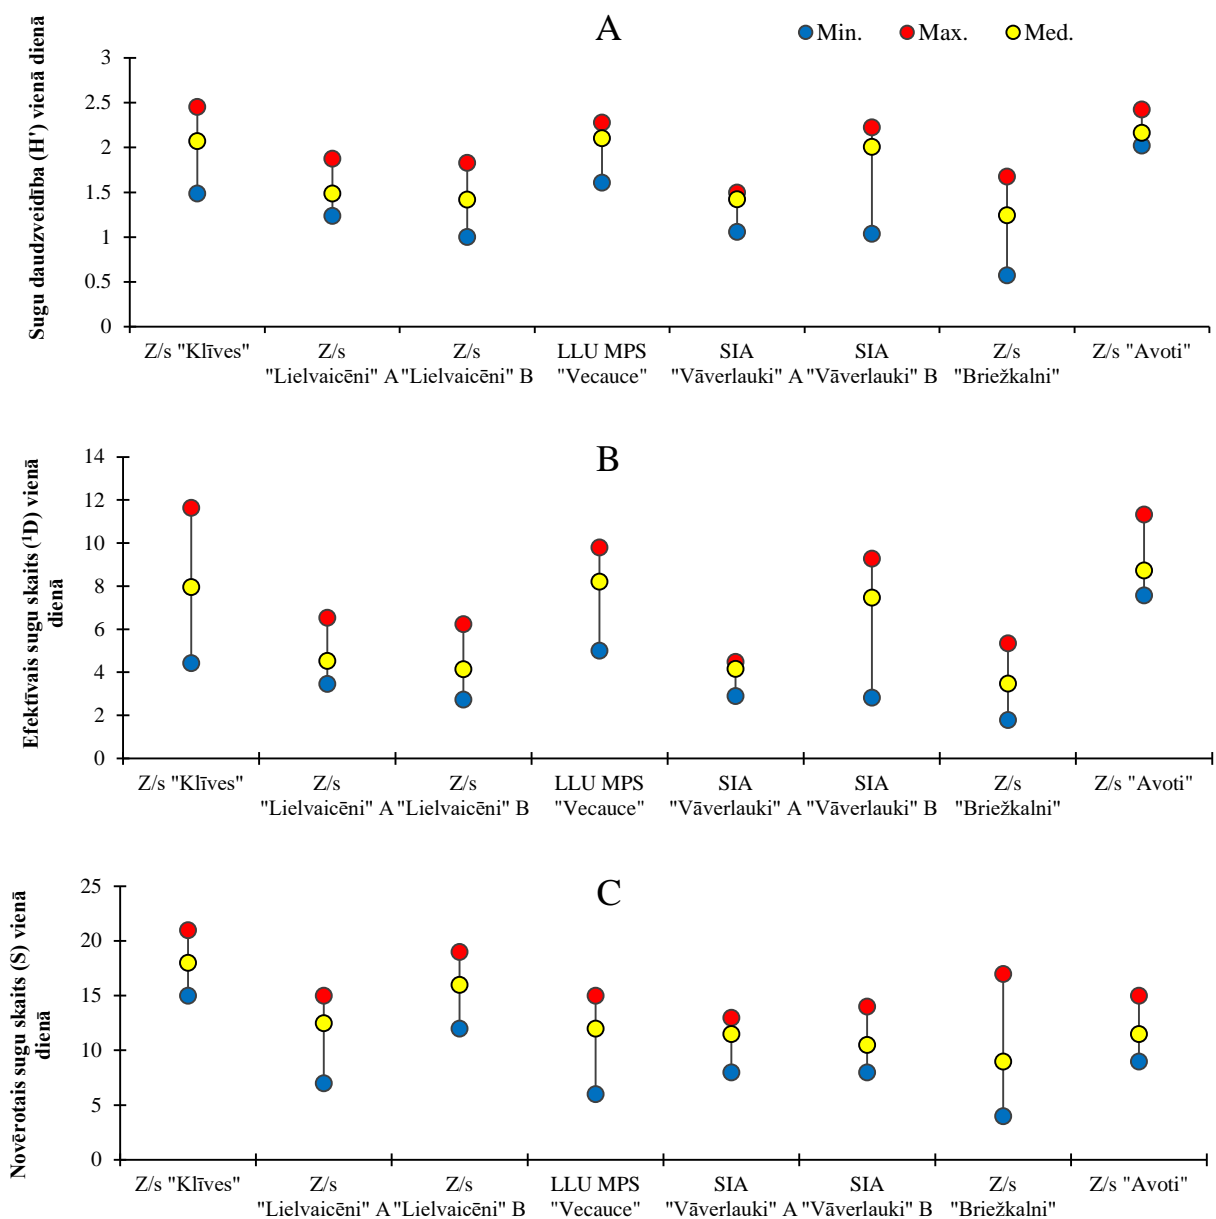 A
Min. Max. Med.
Sugu daudzveidība (H') vienā dienā
3
2.5
2
1.5
1
0.5
0
Z/s "Klīves" Z/s Z/s LLU MPS SIA SIA Z/s Z/s "Avoti"
"Lielvaicēni" A "Lielvaicēni" B "Vecauce" "Vāverlauki" A "Vāverlauki" B "Briežkalni"
B
Efektīvais sugu skaits (¹D) vienā
dienā
14
12
10
8
6
4
2
0
Z/s "Klīves" Z/s Z/s LLU MPS SIA SIA Z/s Z/s "Avoti"
"Lielvaicēni" A "Lielvaicēni" B "Vecauce" "Vāverlauki" A "Vāverlauki" B "Briežkalni"
C
Novērotais sugu skaits (S) vienā
dienā
25
20
15
10
5
0
Z/s "Klīves" Z/s Z/s LLU MPS SIA SIA Z/s Z/s "Avoti"
"Lielvaicēni" A "Lielvaicēni" B "Vecauce" "Vāverlauki" A "Vāverlauki" B "Briežkalni"